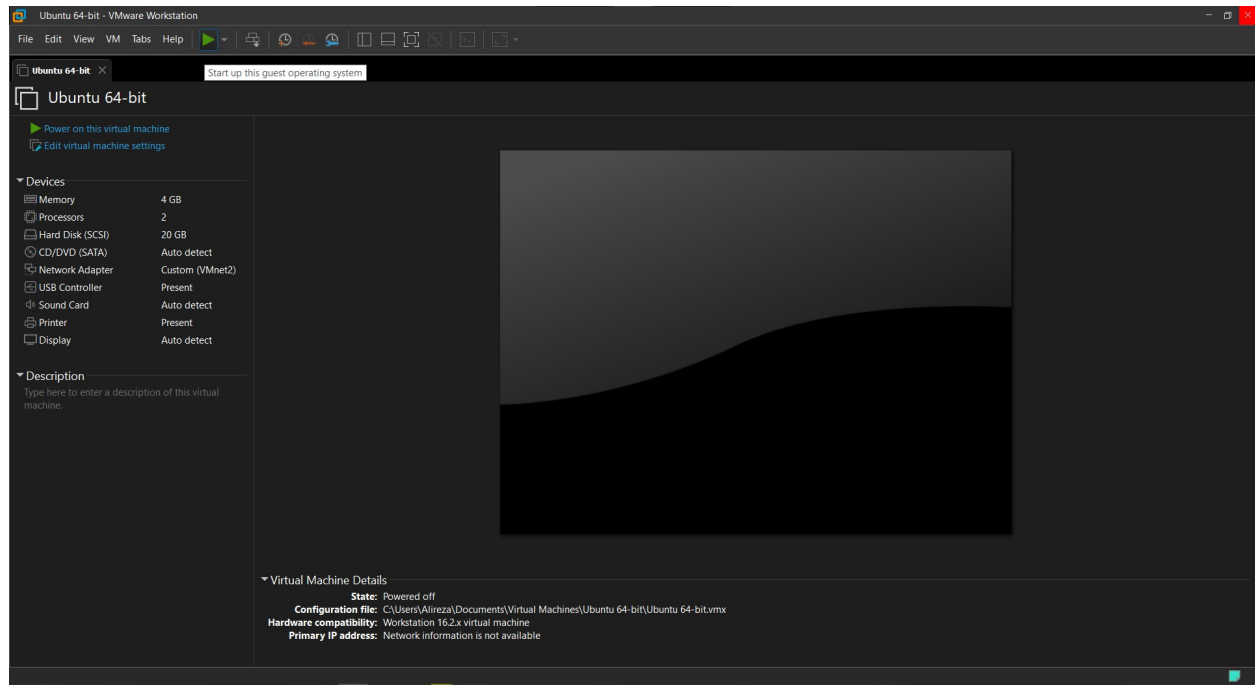 Ubuntu 64-bit - VMware Workstation
File Edit View VM Tabs Help
Ubuntu 64-bit
Start up this guest operating system
Ubuntu 64-bit
Power on this virtual machine
Edit virtual machine settings
Devices
Memory 4 GB
Processors 2
Hard Disk (SCSI) 20 GB
CD/DVD (SATA) Auto detect
Network Adapter Custom (VMnet2)
USB Controller Present
Sound Card Auto detect
Printer Present
Display Auto detect
Description
Type here to enter a description of this virtual
machine.
Virtual Machine Details
State: Powered off
Configuration file: C:\Users\Alireza\Documents\Virtual Machines\Ubuntu 64-bit\Ubuntu 64-bit.vmx
Hardware compatibility: Workstation 16.2.x virtual machine
Primary IP address: Network information is not available